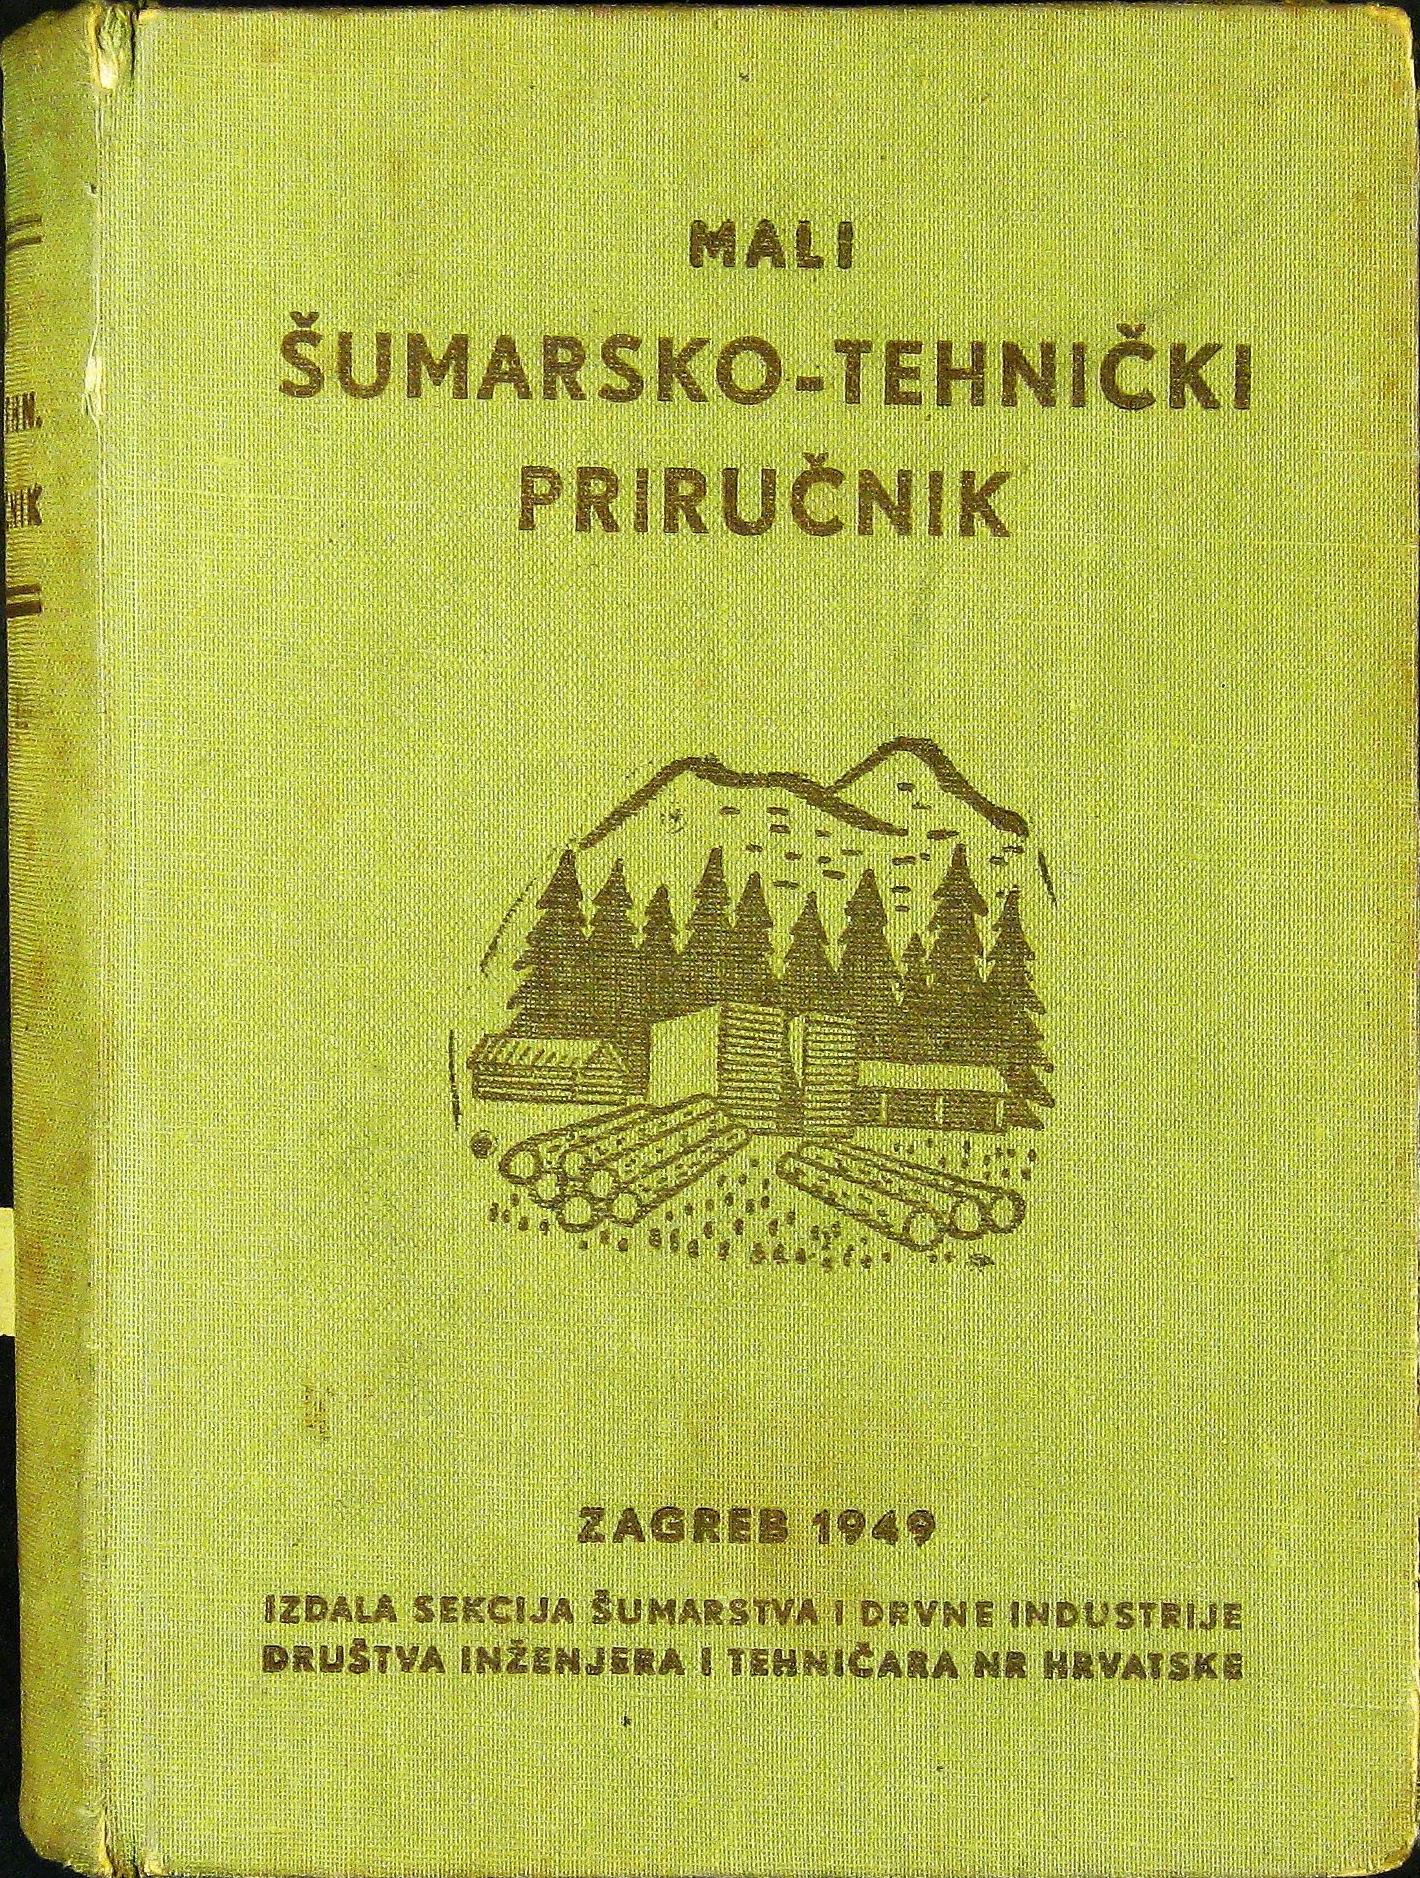 MALI
ŠUMARSKO-TEHNIČKI
PRIRUČNIK
ZAGREB 1949
IZDALA SEKCIJA ŠUMARSTVA I DRVNE INDUSTRIJE
DRUŠTVA INŽENJERA I TEHNIČARA NR HRVATSKE